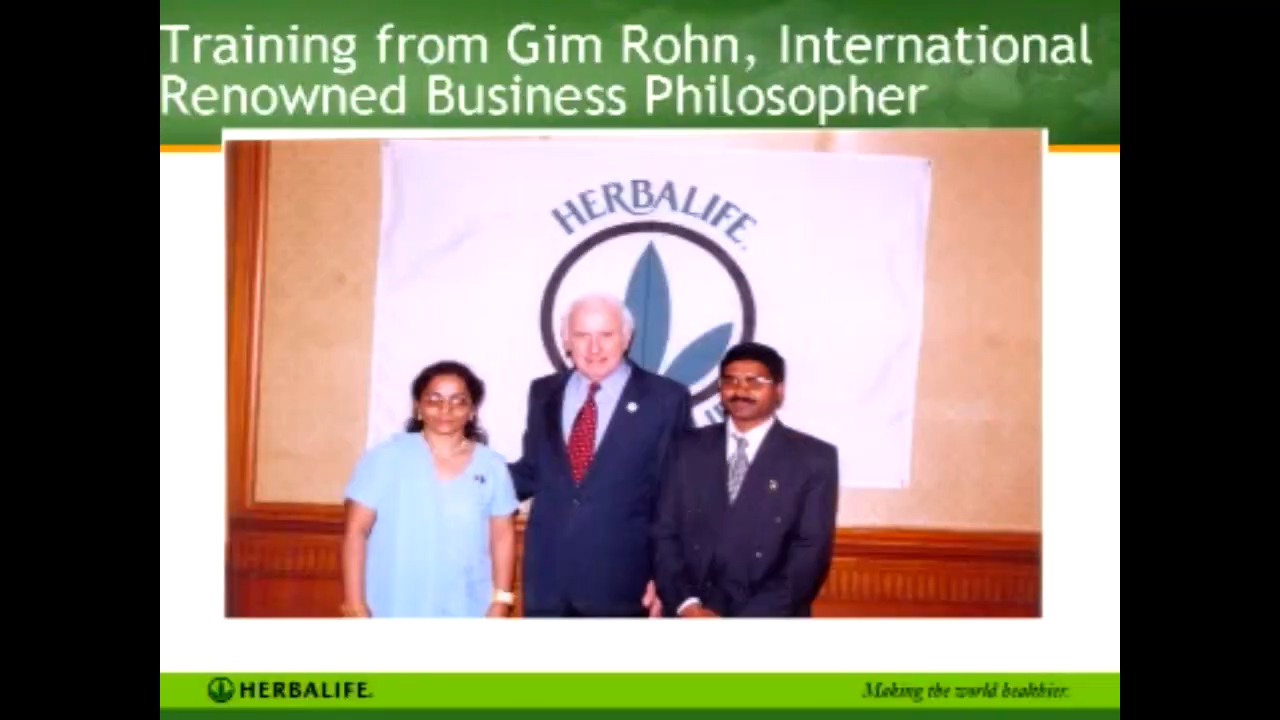 Training from Gim Rohn, International
Renowned Business Philosopher
HERBALIFE.
HERBALIFE.
Making the world healthier.